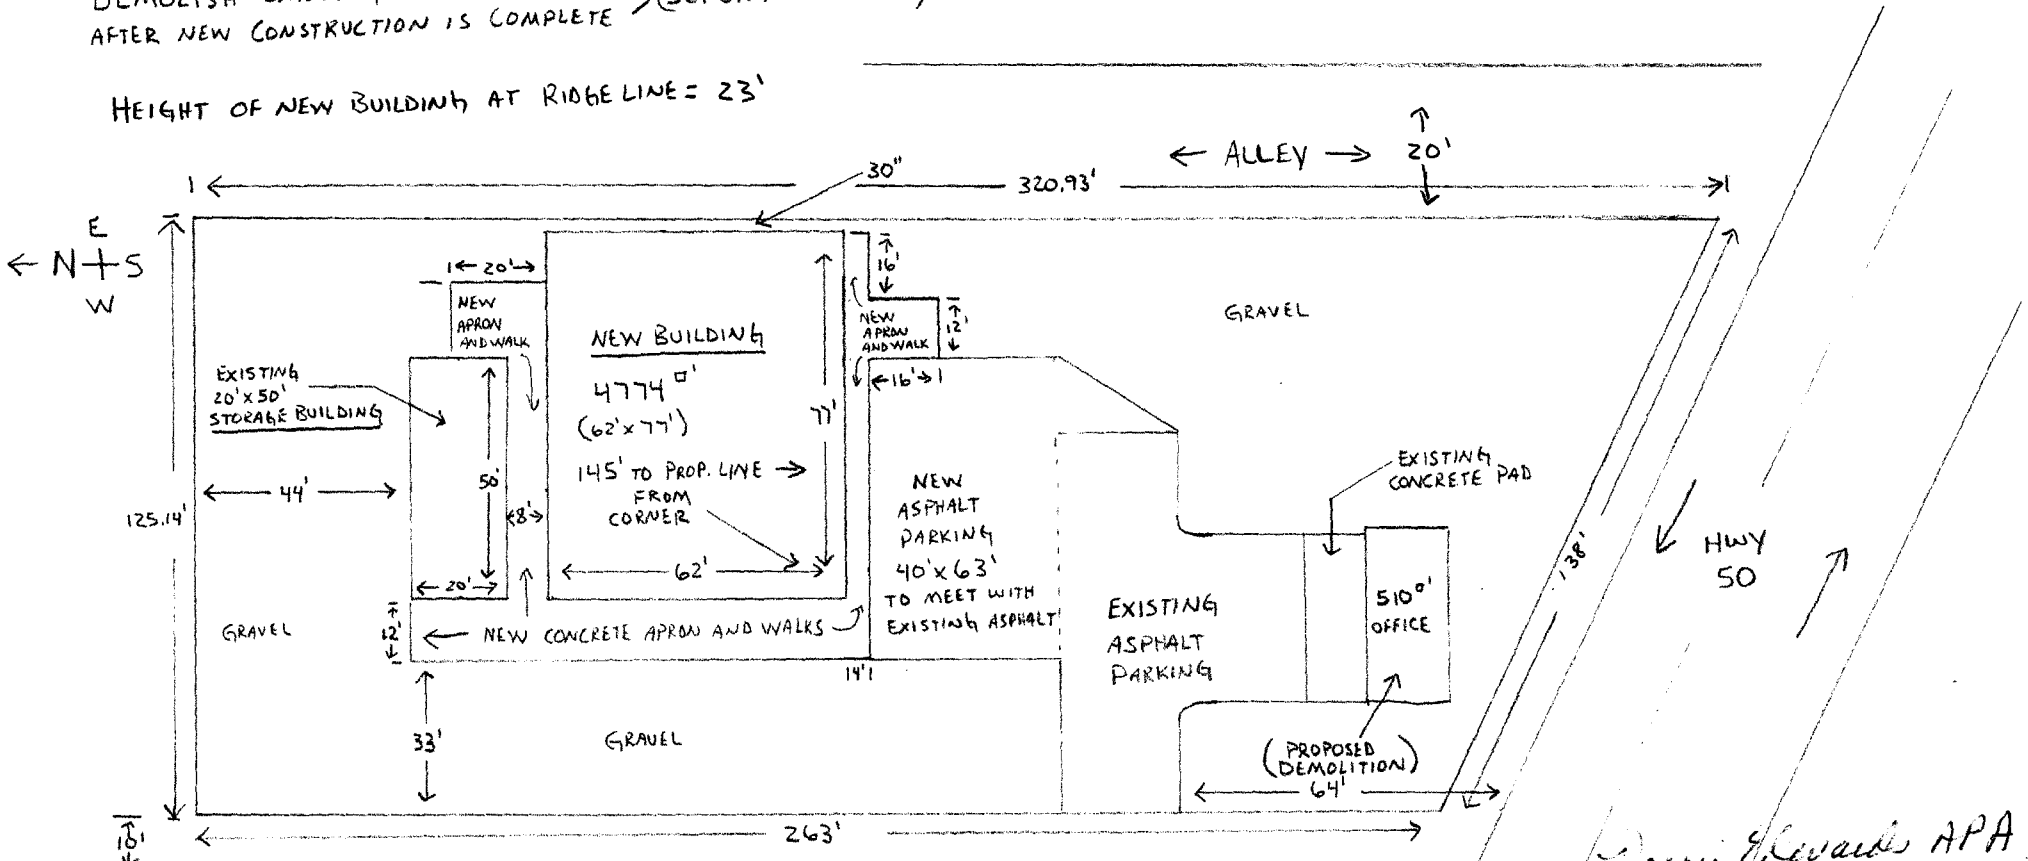 DEMOLISH
AFTER NEW CONSTRUCTION IS COMPLETE
HEIGHT OF NEW BUILDING AT RIDGE LINE = 23'
← ALLEY →
20'
30"
320.93'
E
← N + S
W
20'
16'
NEW
APRON
AND WALK
NEW BUILDING
4774 □'
(62' x 77')
145' TO PROP. LINE →
FROM
CORNER
77'
62'
NEW
APRON
AND WALK
12'
16'
GRAVEL
EXISTING
20' x 50'
STORAGE BUILDING
50'
44'
8'
20'
125.14'
NEW
ASPHALT
PARKING
40' x 63'
TO MEET WITH
EXISTING ASPHALT
EXISTING
CONCRETE PAD
138'
HWY
50
510 □'
OFFICE
EXISTING
ASPHALT
PARKING
GRAVEL
12'
← NEW CONCRETE APRON AND WALKS
14'
33'
GRAVEL
(PROPOSED
DEMOLITION)
64'
263'
APA